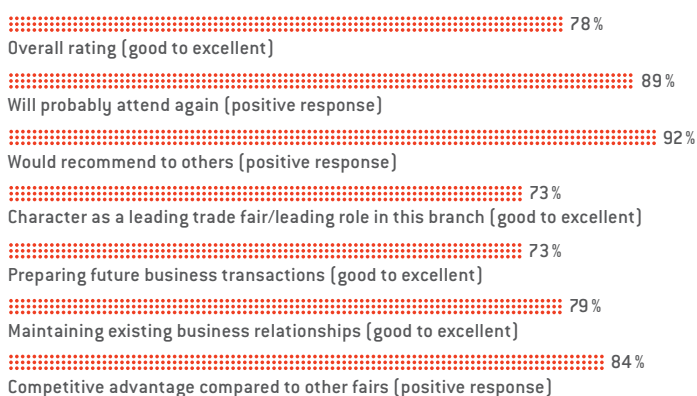 78%
Overall rating (good to excellent)
89%
Will probably attend again (positive response)
92%
Would recommend to others (positive response)
73%
Character as a leading trade fair/leading role in this branch (good to excellent)
73%
Preparing future business transactions (good to excellent)
79%
Maintaining existing business relationships (good to excellent)
84%
Competitive advantage compared to other fairs (positive response)